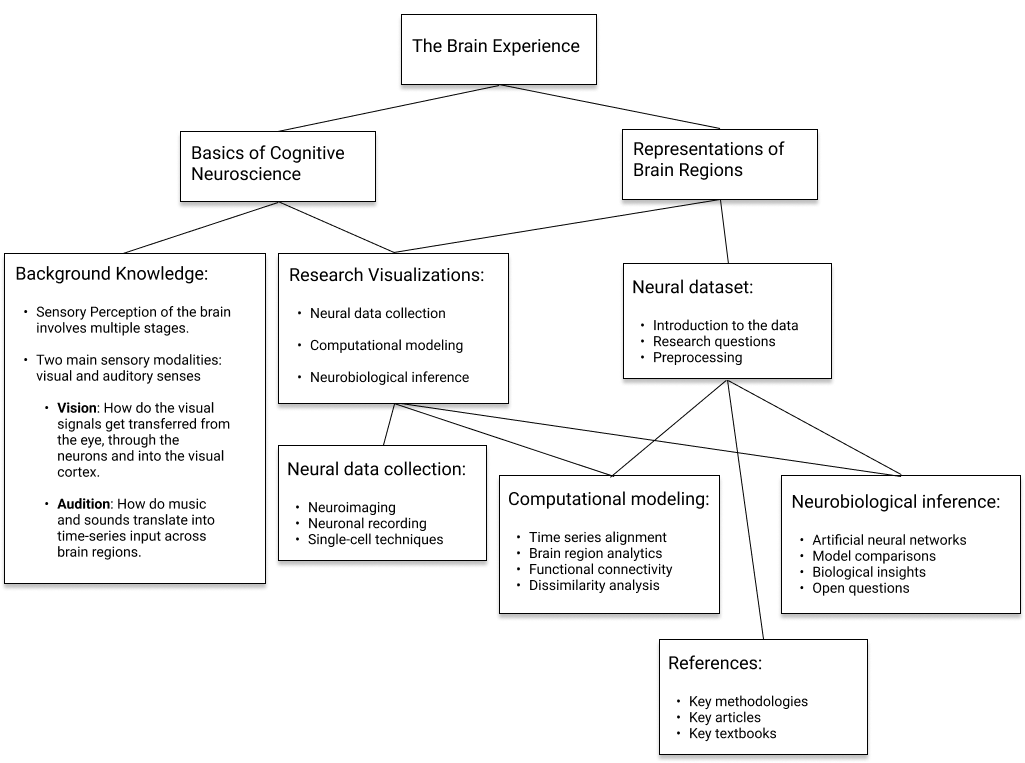 The Brain Experience
Basics of Cognitive
Neuroscience
Representations of
Brain Regions
Background Knowledge:
• Sensory Perception of the brain
involves multiple stages.
• Two main sensory modalities:
visual and auditory senses
• Vision: How do the visual
signals get transferred from
the eye, through the
neurons and into the visual
cortex.
• Audition: How do music
and sounds translate into
time-series input across
brain regions.
Research Visualizations:
• Neural data collection
• Computational modeling
• Neurobiological inference
Neural dataset:
• Introduction to the data
• Research questions
• Preprocessing
Neural data collection:
• Neuroimaging
• Neuronal recording
• Single-cell techniques
Computational modeling:
• Time series alignment
• Brain region analytics
• Functional connectivity
• Dissimilarity analysis
Neurobiological inference:
• Artificial neural networks
• Model comparisons
• Biological insights
• Open questions
References:
• Key methodologies
• Key articles
• Key textbooks